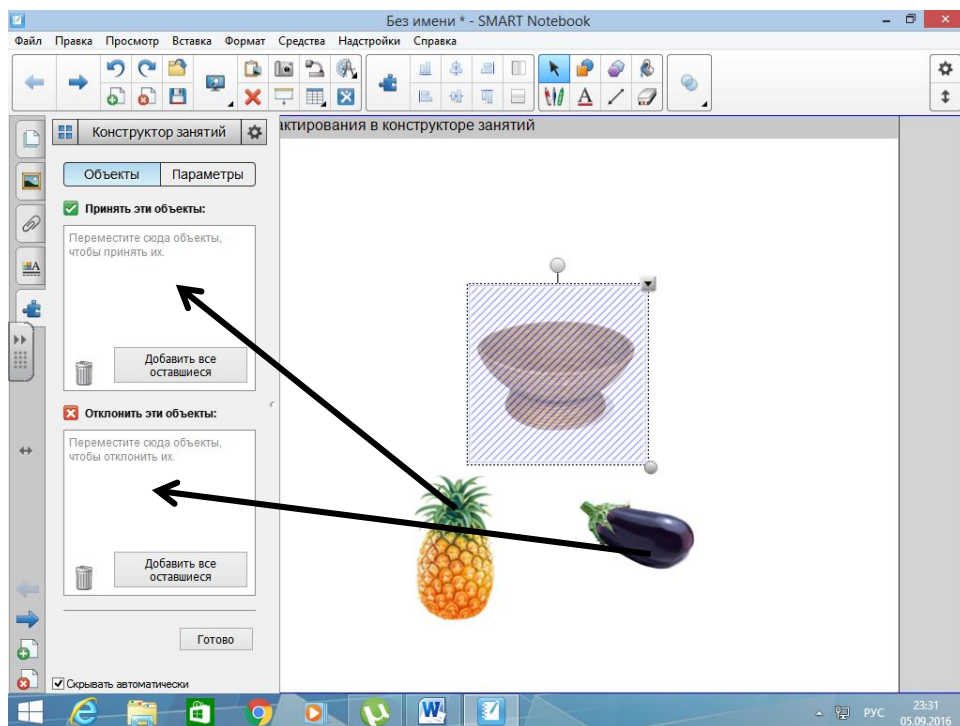 Без имени * - SMART Notebook
Файл Правка Просмотр Вставка Формат Средства Надстройки Справка
Конструктор занятий
актирования в конструкторе занятий
Объекты Параметры
Принять эти объекты:
Переместите сюда объекты,
чтобы принять их.
Добавить все
оставшиеся
Отклонить эти объекты:
Переместите сюда объекты,
чтобы отклонить их.
Добавить все
оставшиеся
Готово
Скрывать автоматически
РУС
23:31
05.09.2016